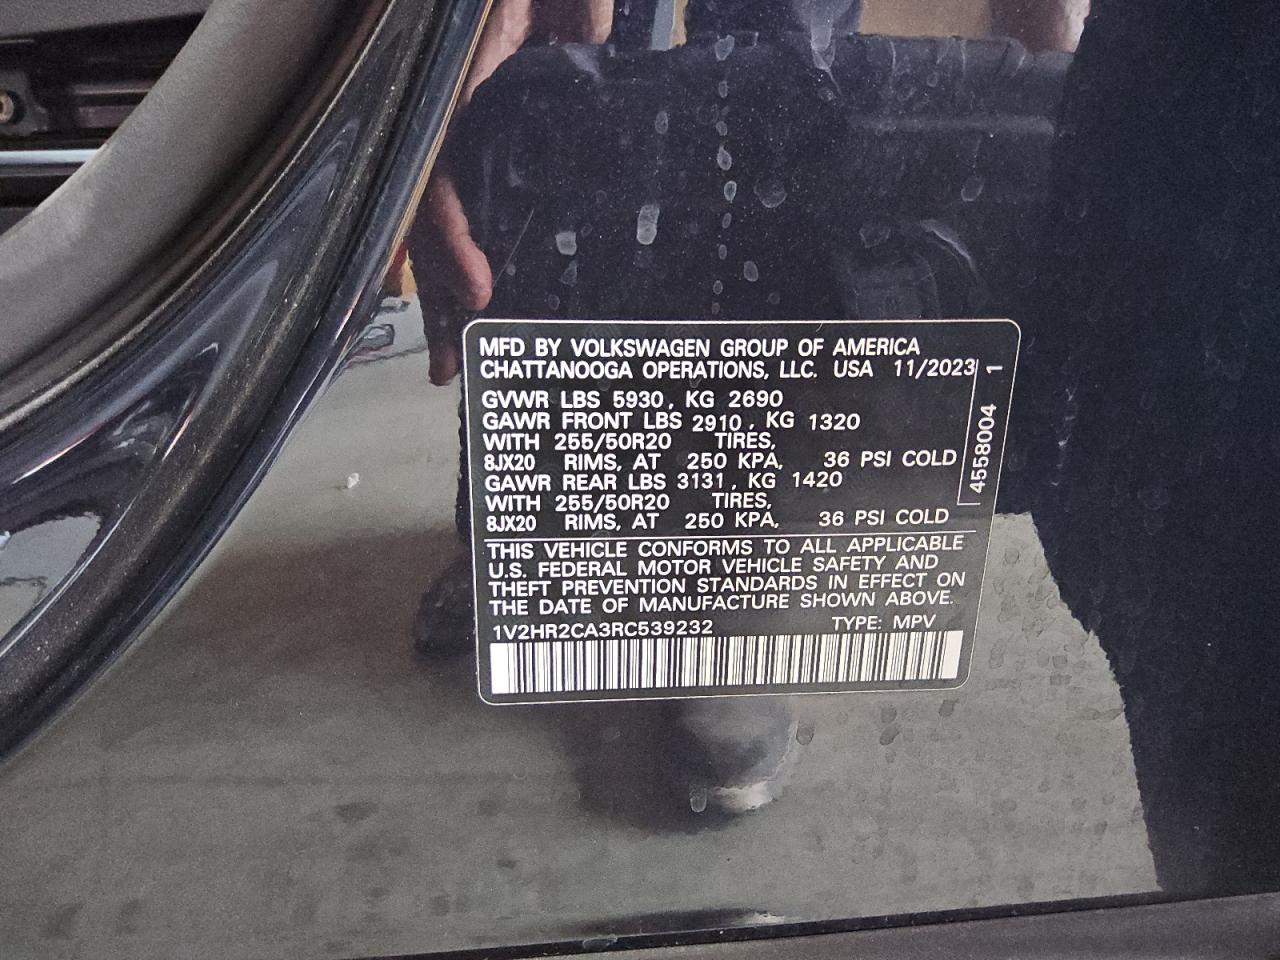 MFD BY VOLKSWAGEN GROUP OF AMERICA
CHATTANOOGA OPERATIONS, LLC. USA 11/2023
GVWR LBS 5930, KG 2690
GAWR FRONT LBS 2910, KG 1320
WITH 255/50R20 TIRES,
8JX20 RIMS, AT 250 KPA, 36 PSI COLD
GAWR REAR LBS 3131, KG 1420
WITH 255/50R20 TIRES,
8JX20 RIMS, AT 250 KPA, 36 PSI COLD
4558004 1
THIS VEHICLE CONFORMS TO ALL APPLICABLE
U.S. FEDERAL MOTOR VEHICLE SAFETY AND
THEFT PREVENTION STANDARDS IN EFFECT ON
THE DATE OF MANUFACTURE SHOWN ABOVE.
1V2HR2CA3RC539232 TYPE: MPV